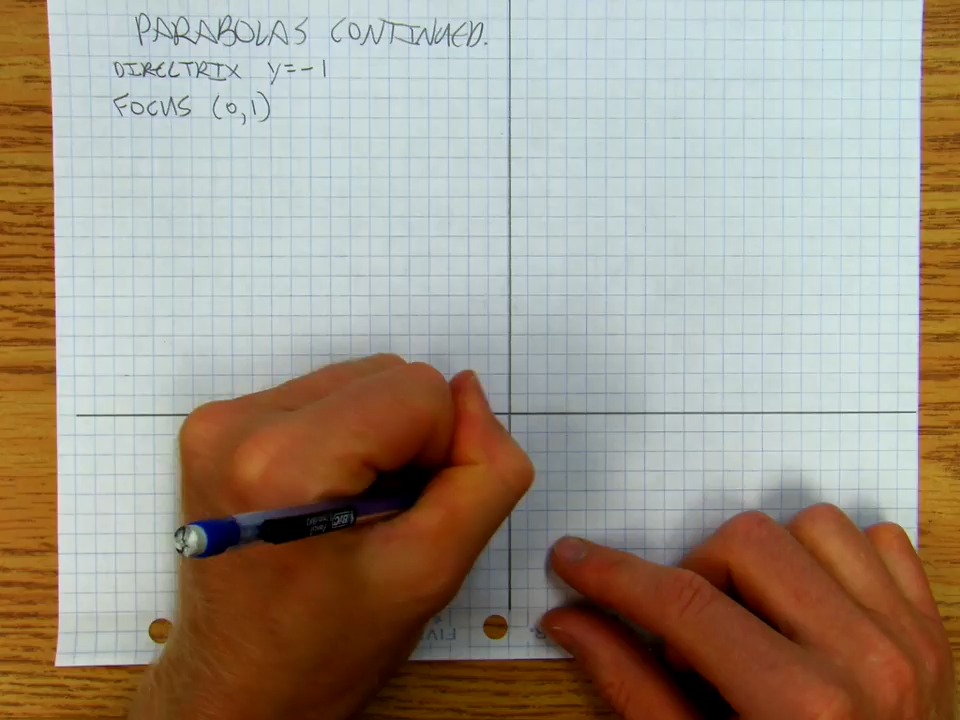 PARABOLAS CONTINUED.
DIRECTRIX y=-1
FOCUS (0,1)